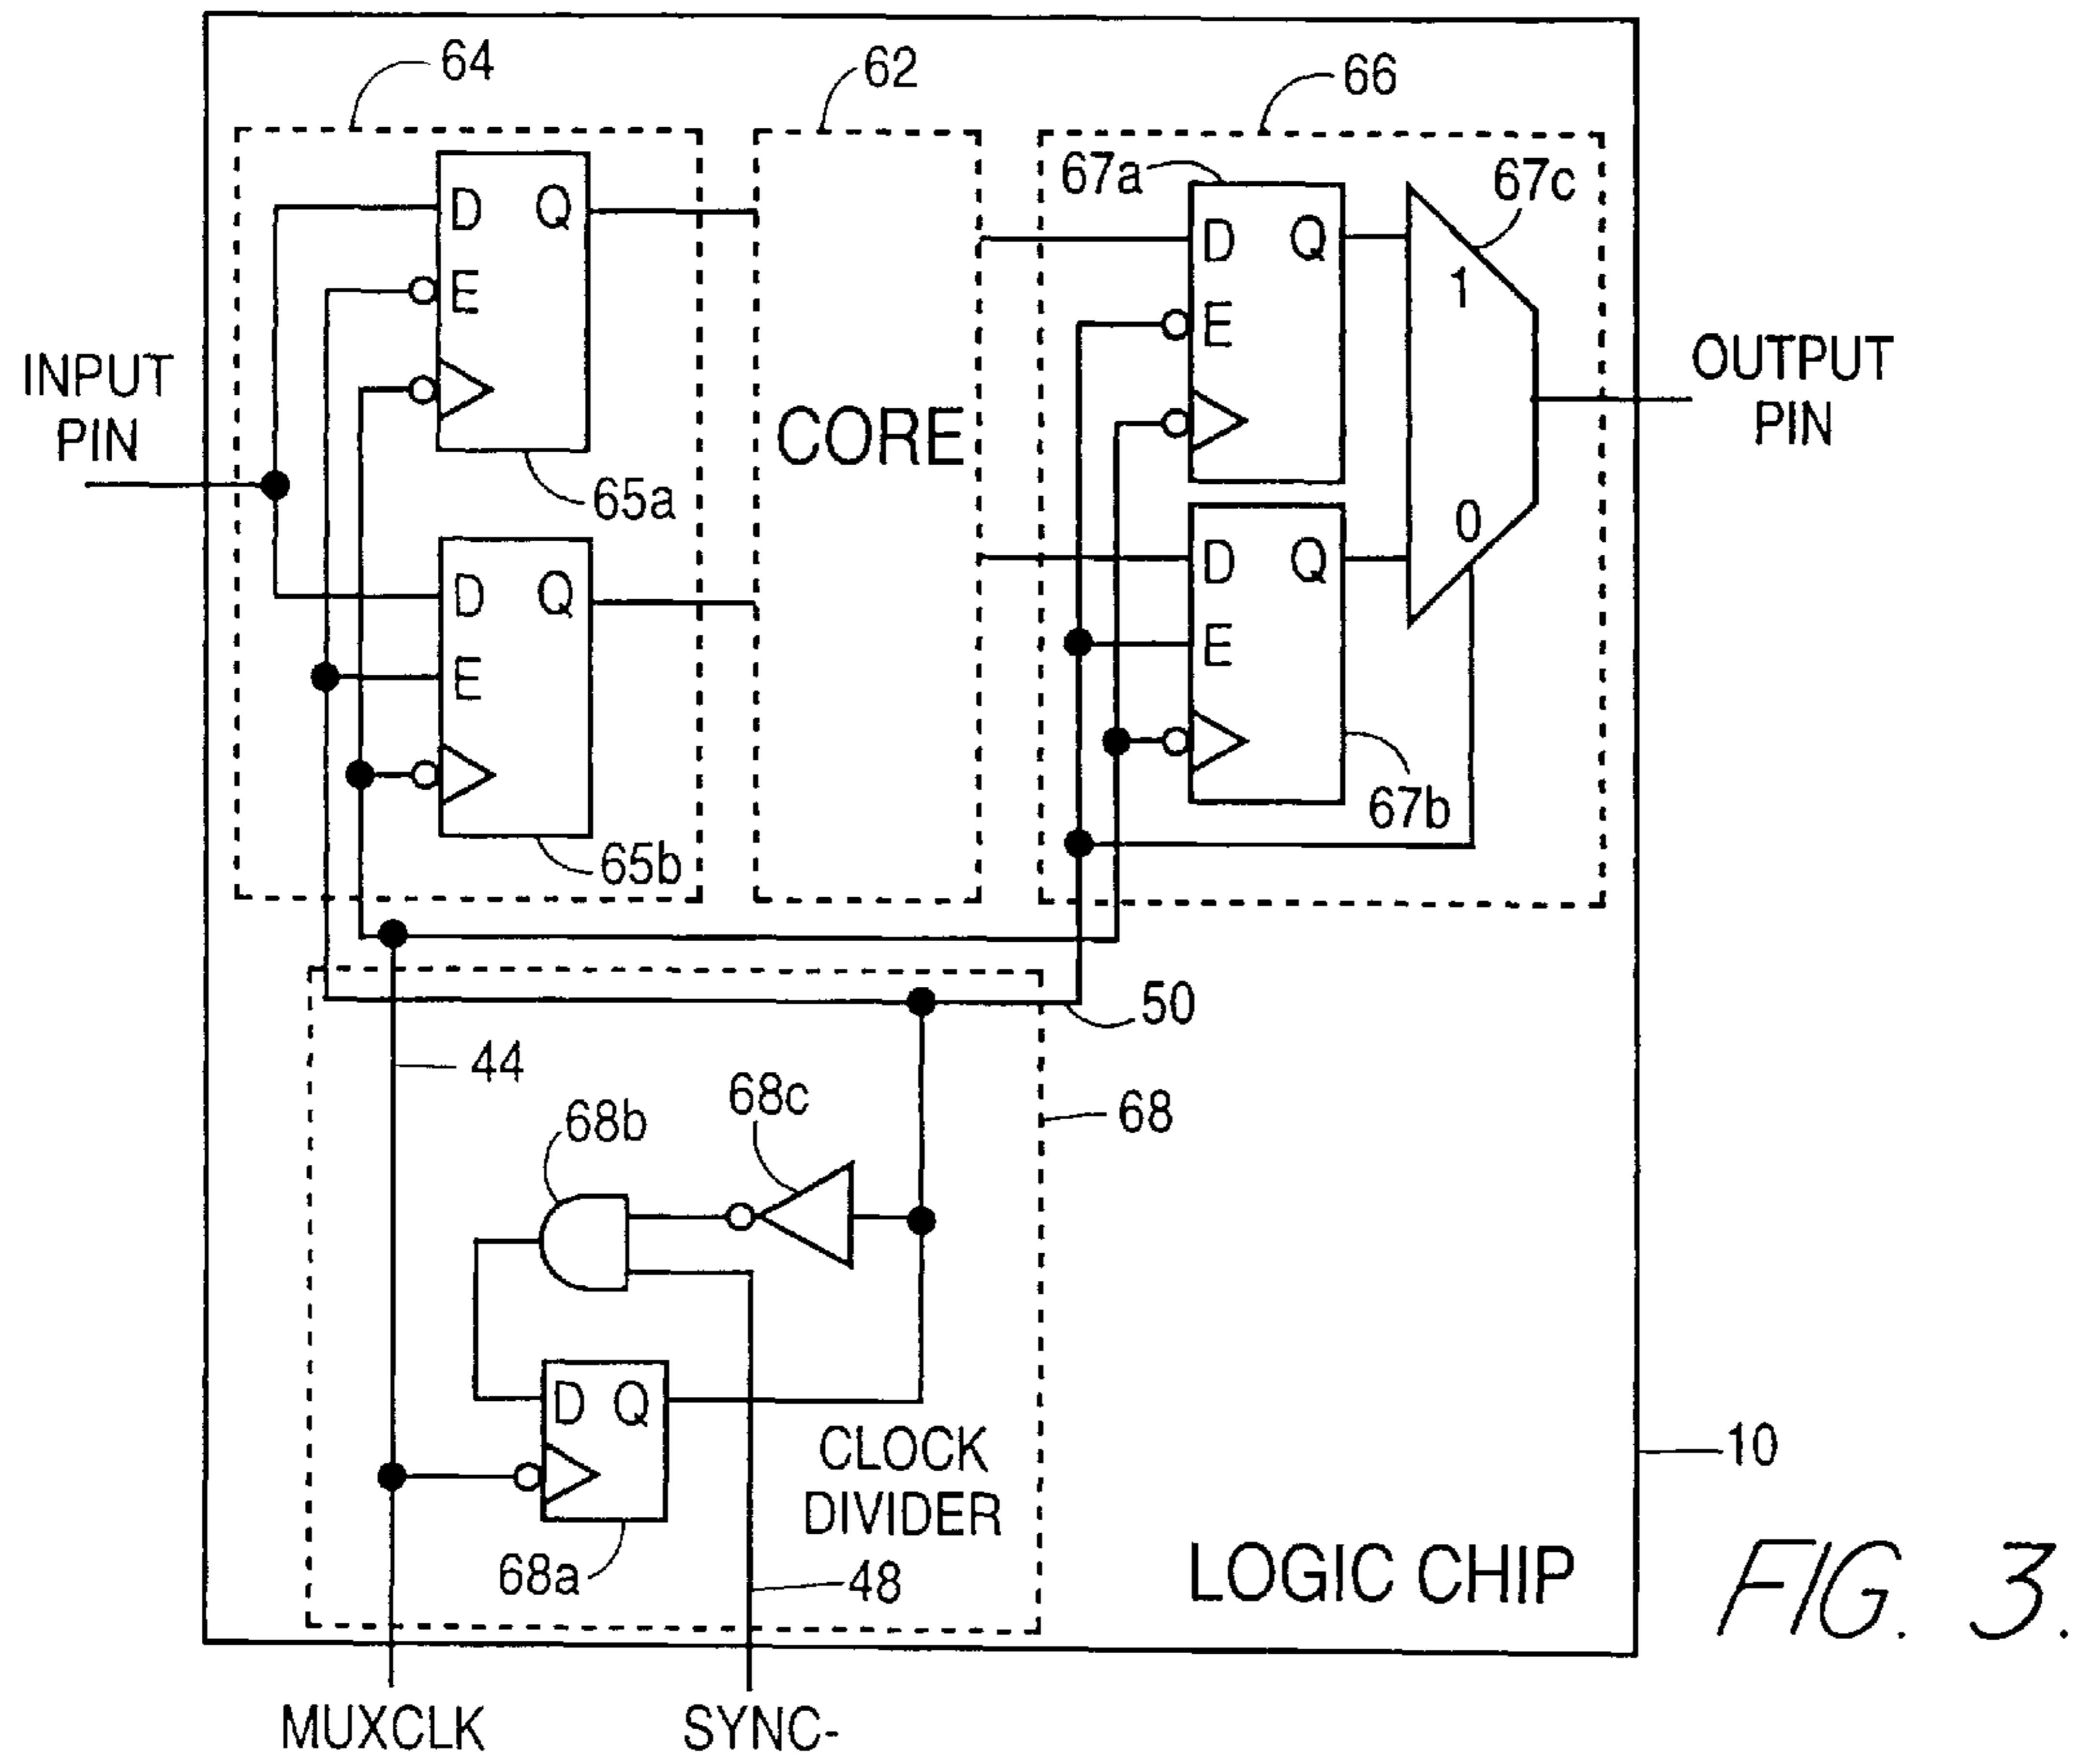 64
62
66
67a
67c
D Q
E
D Q
E
1
INPUT
PIN
OUTPUT
PIN
CORE
65a
0
D Q
E
D Q
E
67b
65b
50
44
68c
68b
68
D Q
CLOCK
DIVIDER
10
68a
48
LOGIC CHIP
FIG. 3.
MUXCLK
SYNC-